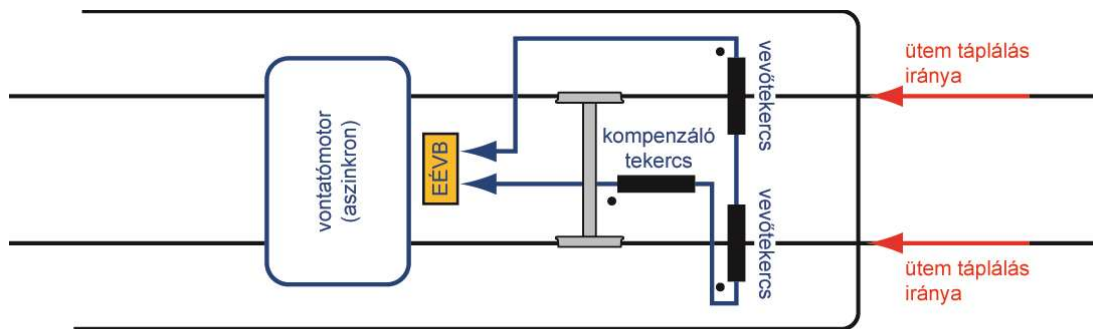 vontatómotor
(aszinkron)
EÉVB
kompenzáló
tekercs
vevőtekercs
vevőtekercs
ütem táplálás
iránya
ütem táplálás
iránya